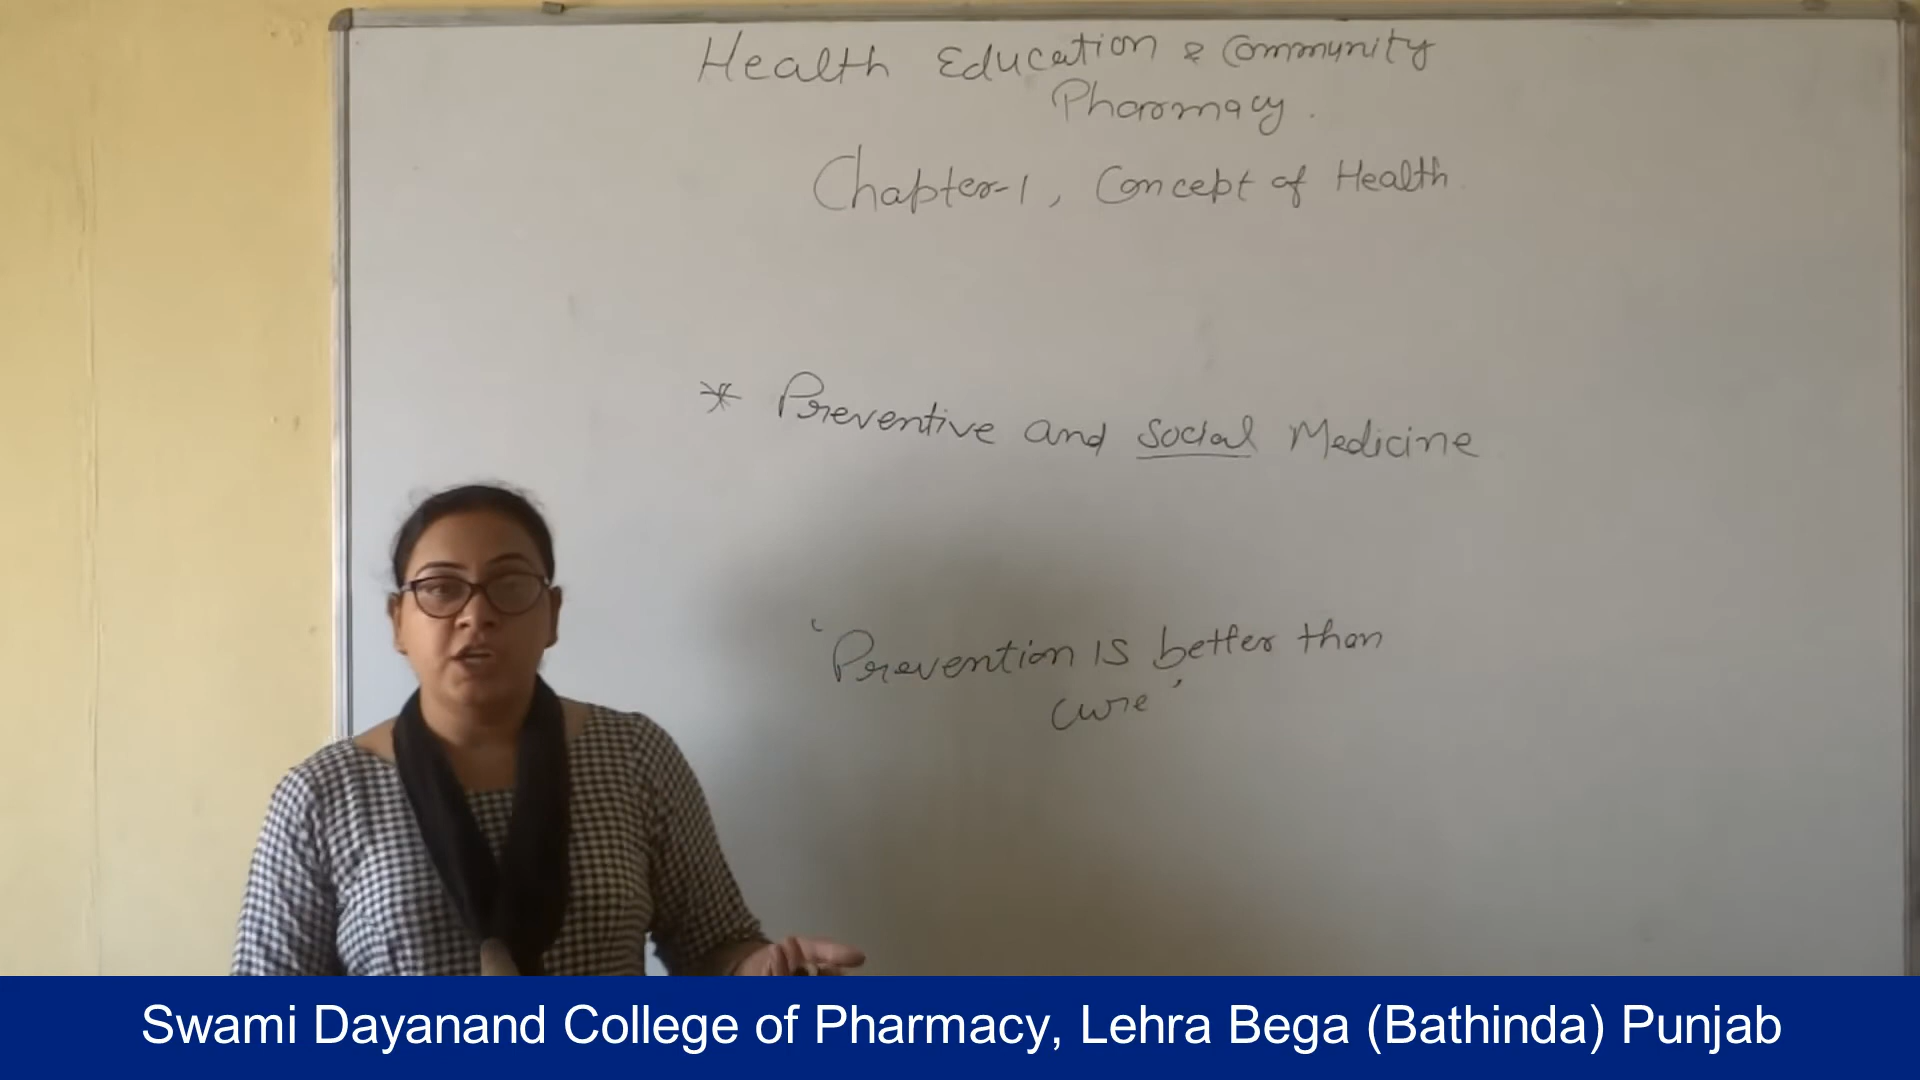 Health Education & Community
Pharmacy.
Chapter-1, Concept of Health
* Preventive and Social Medicine
'Prevention is better than
cure'
Swami Dayanand College of Pharmacy, Lehra Bega (Bathinda) Punjab